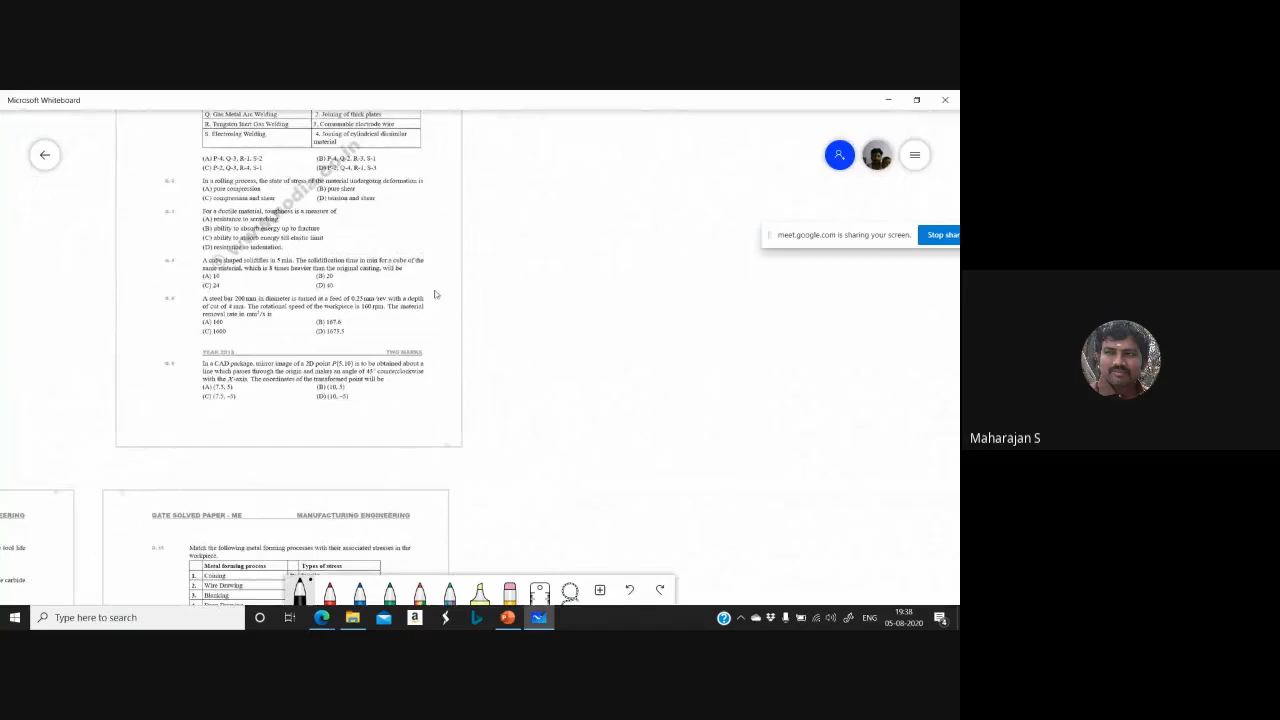 Microsoft Whiteboard
Q. Gas Metal Arc Welding 2. Joining of thick plates
R. Tungsten Inert Gas Welding 3. Consumable electrode wire
S. Electroslag Welding 4. Joining of cylindrical dissimilar
material
(A) P-4, Q-3, R-1, S-2 (B) P-4, Q-2, R-3, S-1
(C) P-2, Q-3, R-4, S-1 (D) P-2, Q-4, R-1, S-3
In a rolling process, the state of stress of the material undergoing deformation is
(A) pure compression (B) pure shear
(C) compression and shear (D) tension and shear
For a ductile material, toughness is a measure of
(A) resistance to scratching
(B) ability to absorb energy up to fracture
(C) ability to absorb energy till elastic limit
(D) resistance to indentation.
A cube shaped solidifies in 5 min. The solidification time in min for a cube of the
same material, which is 8 times heavier than the original casting, will be
(A) 10 (B) 20
(C) 24 (D) 40
A steel bar 200 mm in diameter is turned at a feed of 0.25 mm/rev with a depth
of cut of 4 mm. The rotational speed of the workpiece is 160 rpm. The material
removal rate in mm³/s is
(A) 160 (B) 167.6
(C) 1600 (D) 1675.5
YEAR 2013 TWO MARKS
In a CAD package, mirror image of a 2D point P(5,10) is to be obtained about a
line which passes through the origin and makes an angle of 45° counterclockwise
with the X-axis. The coordinates of the transformed point will be
(A) (7.5, 5) (B) (10, 5)
(C) (7.5, -5) (D) (10, -5)
meet.google.com is sharing your screen. Stop shar
Maharajan S
EERING
tool life
carbide
GATE SOLVED PAPER - ME MANUFACTURING ENGINEERING
Match the following metal forming processes with their associated stresses in the
workpiece.
Metal forming process Types of stress
1. Coining
2. Wire Drawing
3. Blanking
Type here to search
ENG
19:38
05-08-2020